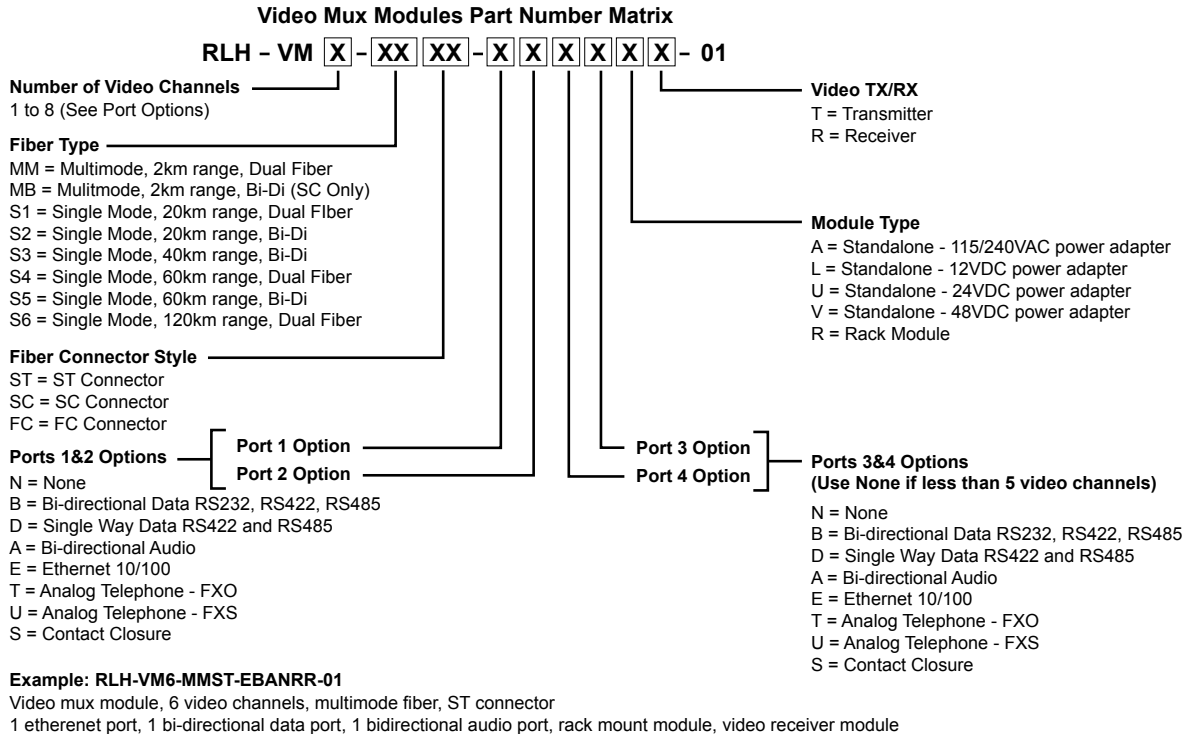 Video Mux Modules Part Number Matrix
RLH – VM X – XX XX – X X X X X X – 01
Number of Video Channels
1 to 8 (See Port Options)
Fiber Type
MM = Multimode, 2km range, Dual Fiber
MB = Mulitmode, 2km range, Bi-Di (SC Only)
S1 = Single Mode, 20km range, Dual FIber
S2 = Single Mode, 20km range, Bi-Di
S3 = Single Mode, 40km range, Bi-Di
S4 = Single Mode, 60km range, Dual Fiber
S5 = Single Mode, 60km range, Bi-Di
S6 = Single Mode, 120km range, Dual Fiber
Fiber Connector Style
ST = ST Connector
SC = SC Connector
FC = FC Connector
Ports 1&2 Options
Port 1 Option
Port 2 Option
N = None
B = Bi-directional Data RS232, RS422, RS485
D = Single Way Data RS422 and RS485
A = Bi-directional Audio
E = Ethernet 10/100
T = Analog Telephone - FXO
U = Analog Telephone - FXS
S = Contact Closure
Video TX/RX
T = Transmitter
R = Receiver
Module Type
A = Standalone - 115/240VAC power adapter
L = Standalone - 12VDC power adapter
U = Standalone - 24VDC power adapter
V = Standalone - 48VDC power adapter
R = Rack Module
Port 3 Option
Port 4 Option
Ports 3&4 Options
(Use None if less than 5 video channels)
N = None
B = Bi-directional Data RS232, RS422, RS485
D = Single Way Data RS422 and RS485
A = Bi-directional Audio
E = Ethernet 10/100
T = Analog Telephone - FXO
U = Analog Telephone - FXS
S = Contact Closure
Example: RLH-VM6-MMST-EBANRR-01
Video mux module, 6 video channels, multimode fiber, ST connector
1 etherenet port, 1 bi-directional data port, 1 bidirectional audio port, rack mount module, video receiver module